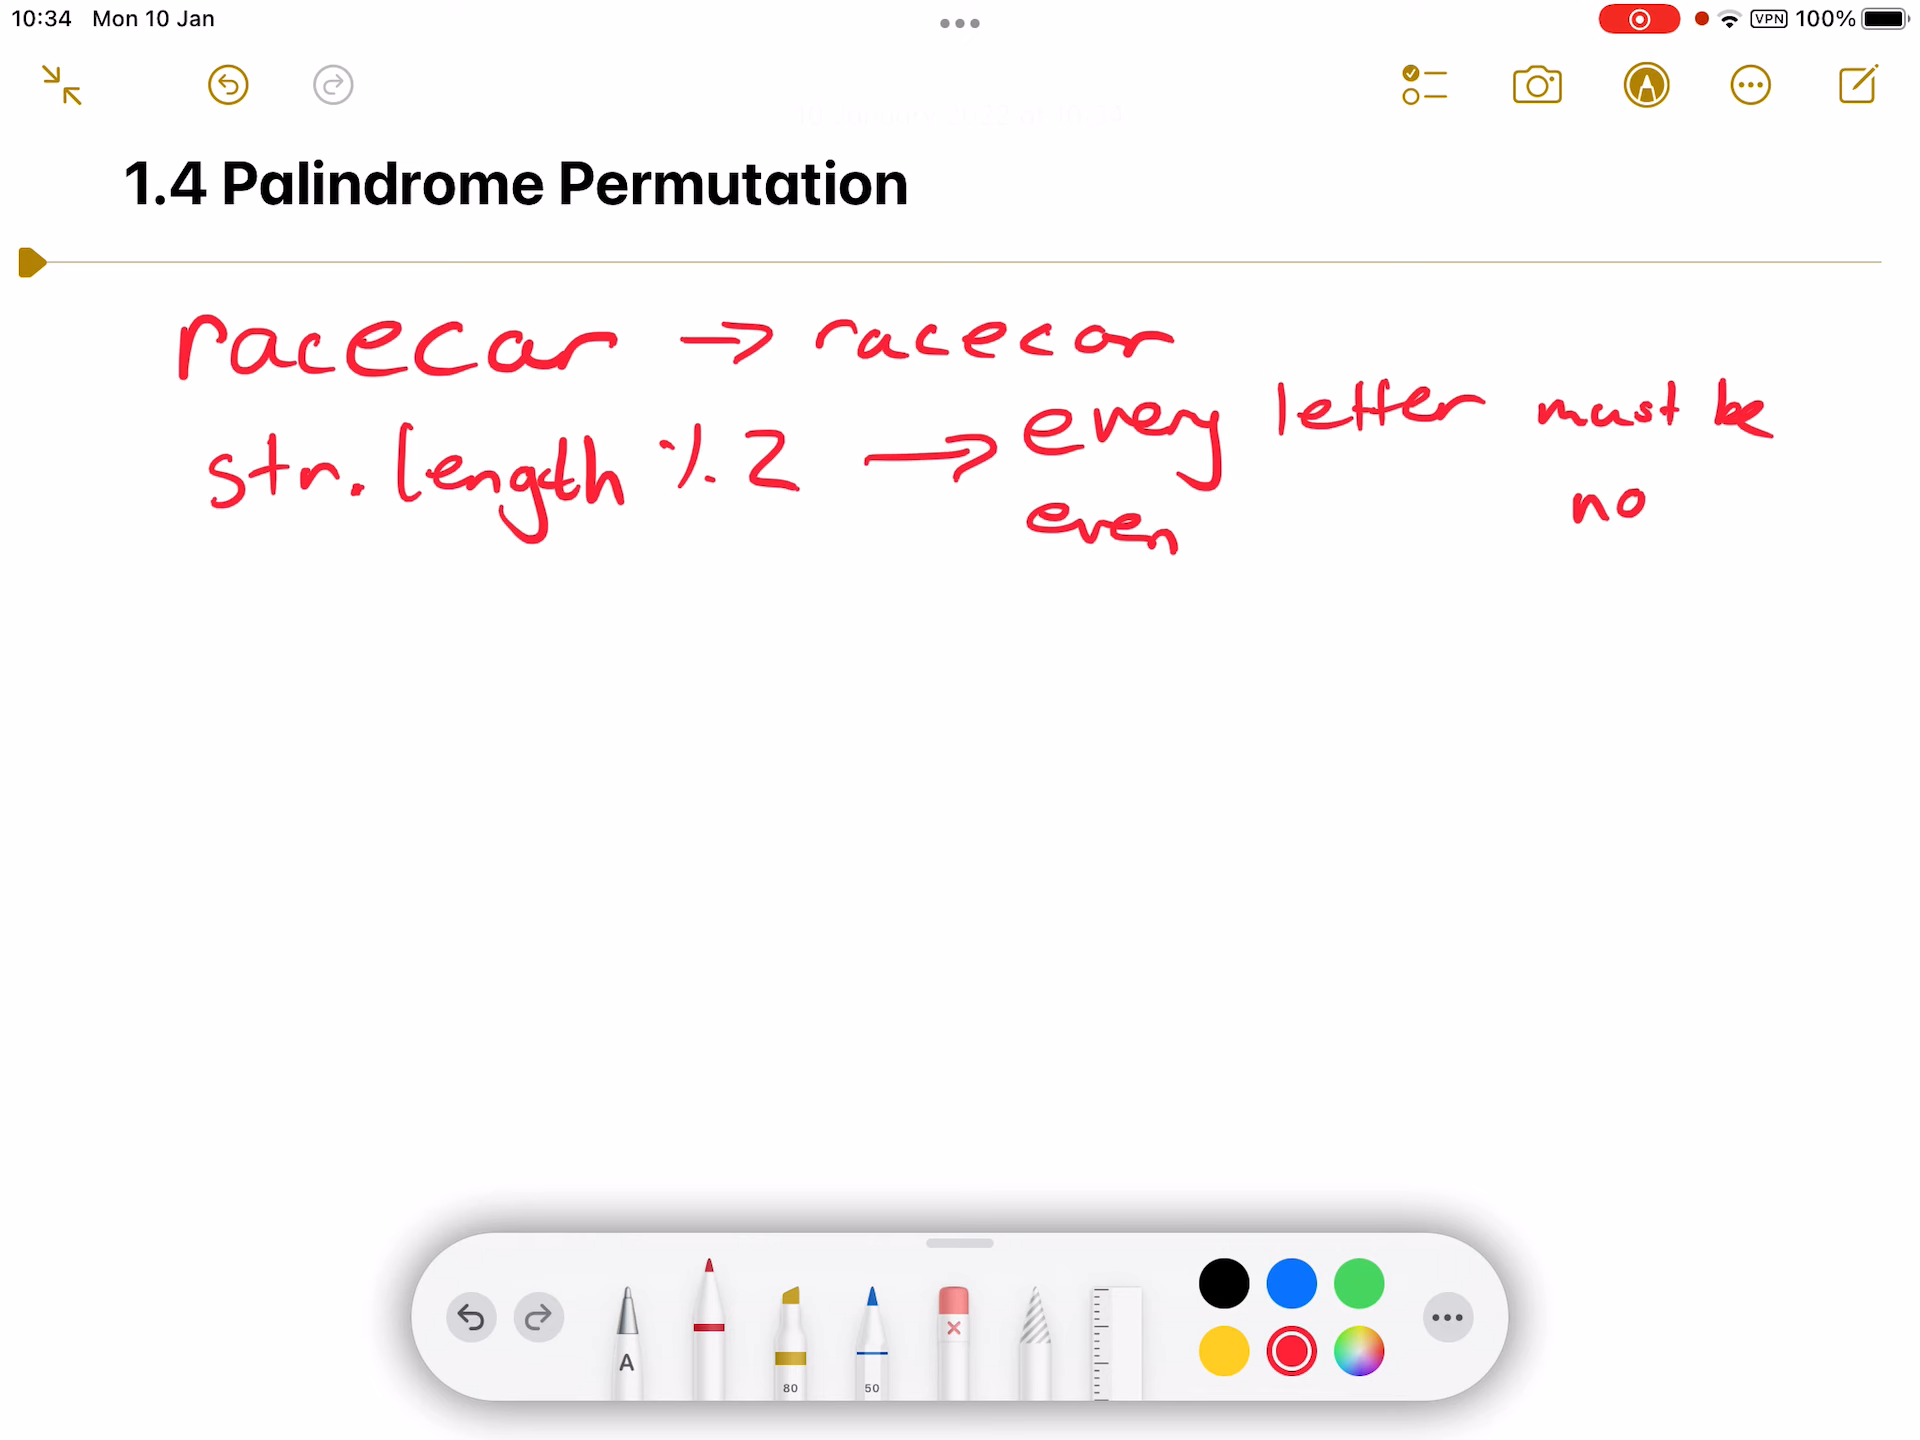 10:34 Mon 10 Jan
VPN 100%
1.4 Palindrome Permutation
racecar → racecar
str.length % 2 → every letter must be
even no
A
80 50